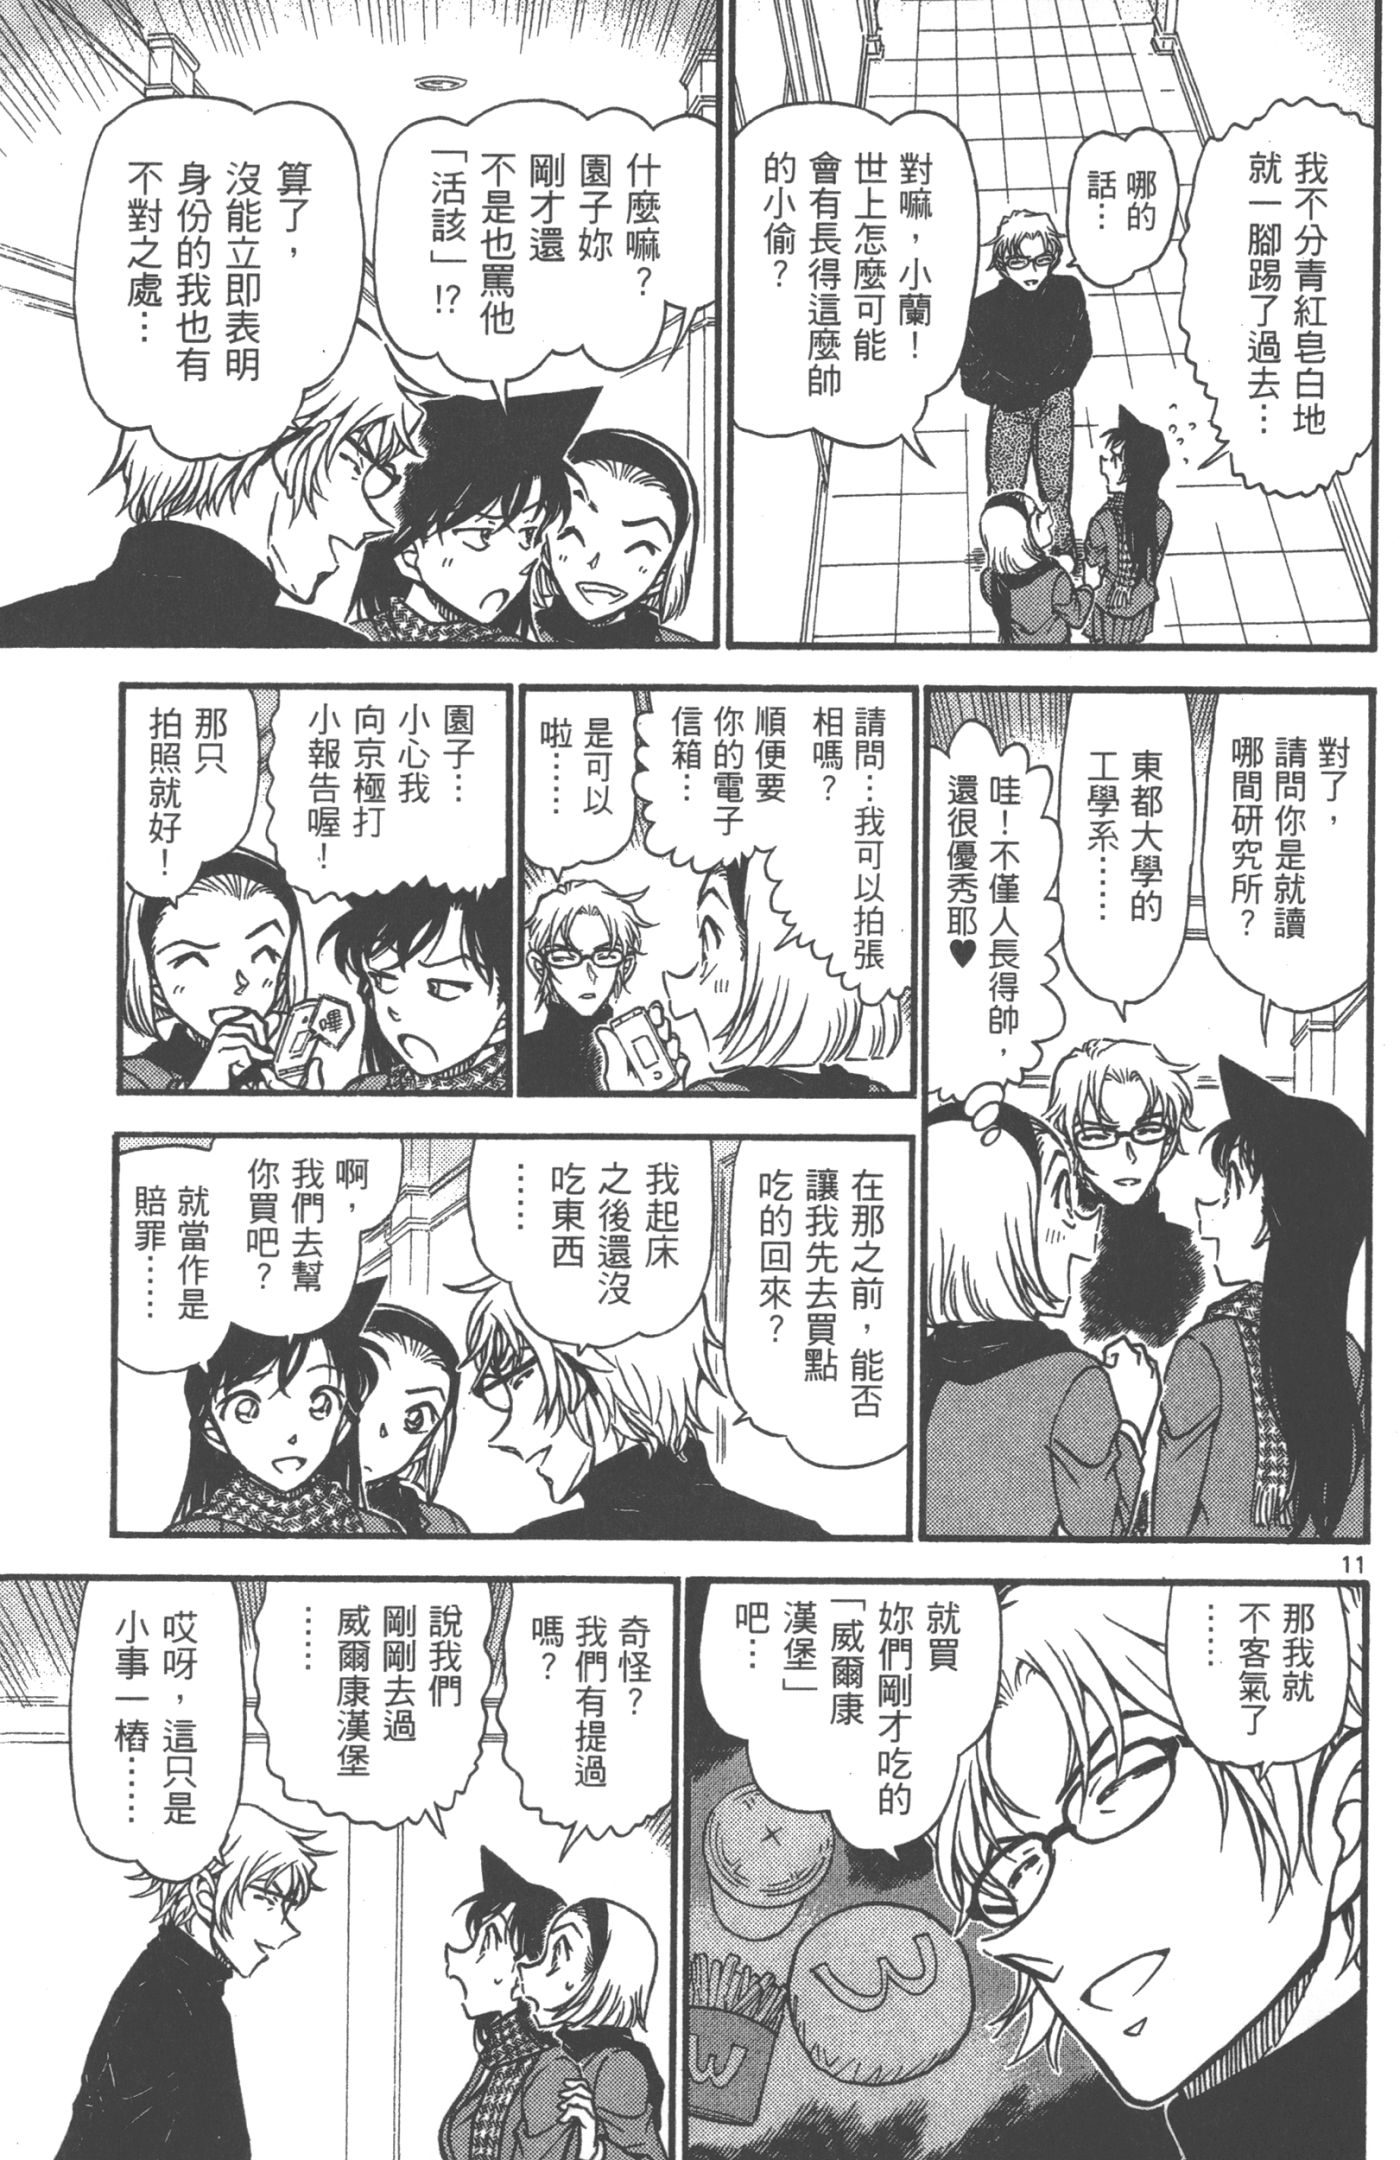 我不分青紅皂白地
就一腳踢了過去…
哪的
話…
對嘛，小蘭！
世上怎麼可能
會有長得這麼帥
的小偷？
什麼嘛？
園子妳
剛才還
不是也罵他
「活該」!?
算了，
沒能立即表明
身份的我也有
不對之處…
對了，
請問你是就讀
哪間研究所？
東都大學的
工學系……
哇！不僅人長得帥，
還很優秀耶♥
請問…我可以拍張
相嗎？
順便要
你的電子
信箱…
是可以
啦……
園子…
小心我
向京極打
小報告喔！
那只
拍照就好！
嗶
在那之前，能否
讓我先去買點
吃的回來？
我起床
之後還沒
吃東西
……
啊，
我們去幫
你買吧？
就當作是
賠罪……
11
那我就
不客氣了
……
就買
妳們剛才吃的
「威爾康
漢堡」
吧…
W
W
奇怪？
我們有提過
嗎？
說我們
剛剛去過
威爾康漢堡
……
哎呀，這只是
小事一樁……